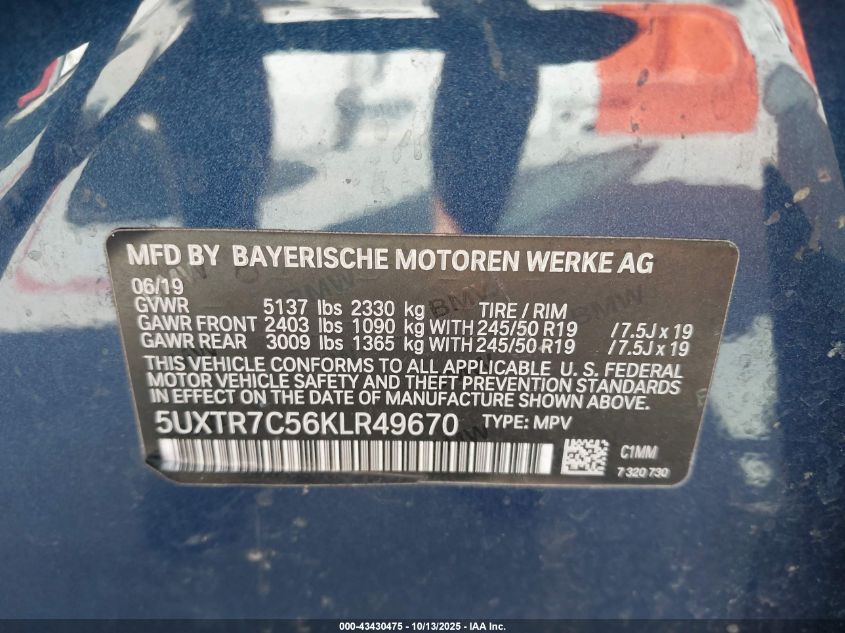 MFD BY BAYERISCHE MOTOREN WERKE AG
06/19
GVWR 5137 lbs 2330 kg TIRE / RIM
GAWR FRONT 2403 lbs 1090 kg WITH 245/50 R19 /7.5J x 19
GAWR REAR 3009 lbs 1365 kg WITH 245/50 R19 /7.5J x 19
THIS VEHICLE CONFORMS TO ALL APPLICABLE U. S. FEDERAL
MOTOR VEHICLE SAFETY AND THEFT PREVENTION STANDARDS
IN EFFECT ON THE DATE OF MANUFACTURE SHOWN ABOVE.
5UXTR7C56KLR49670 TYPE: MPV
C1MM
7 320 730
000-43430475 - 10/13/2025 - IAA Inc.